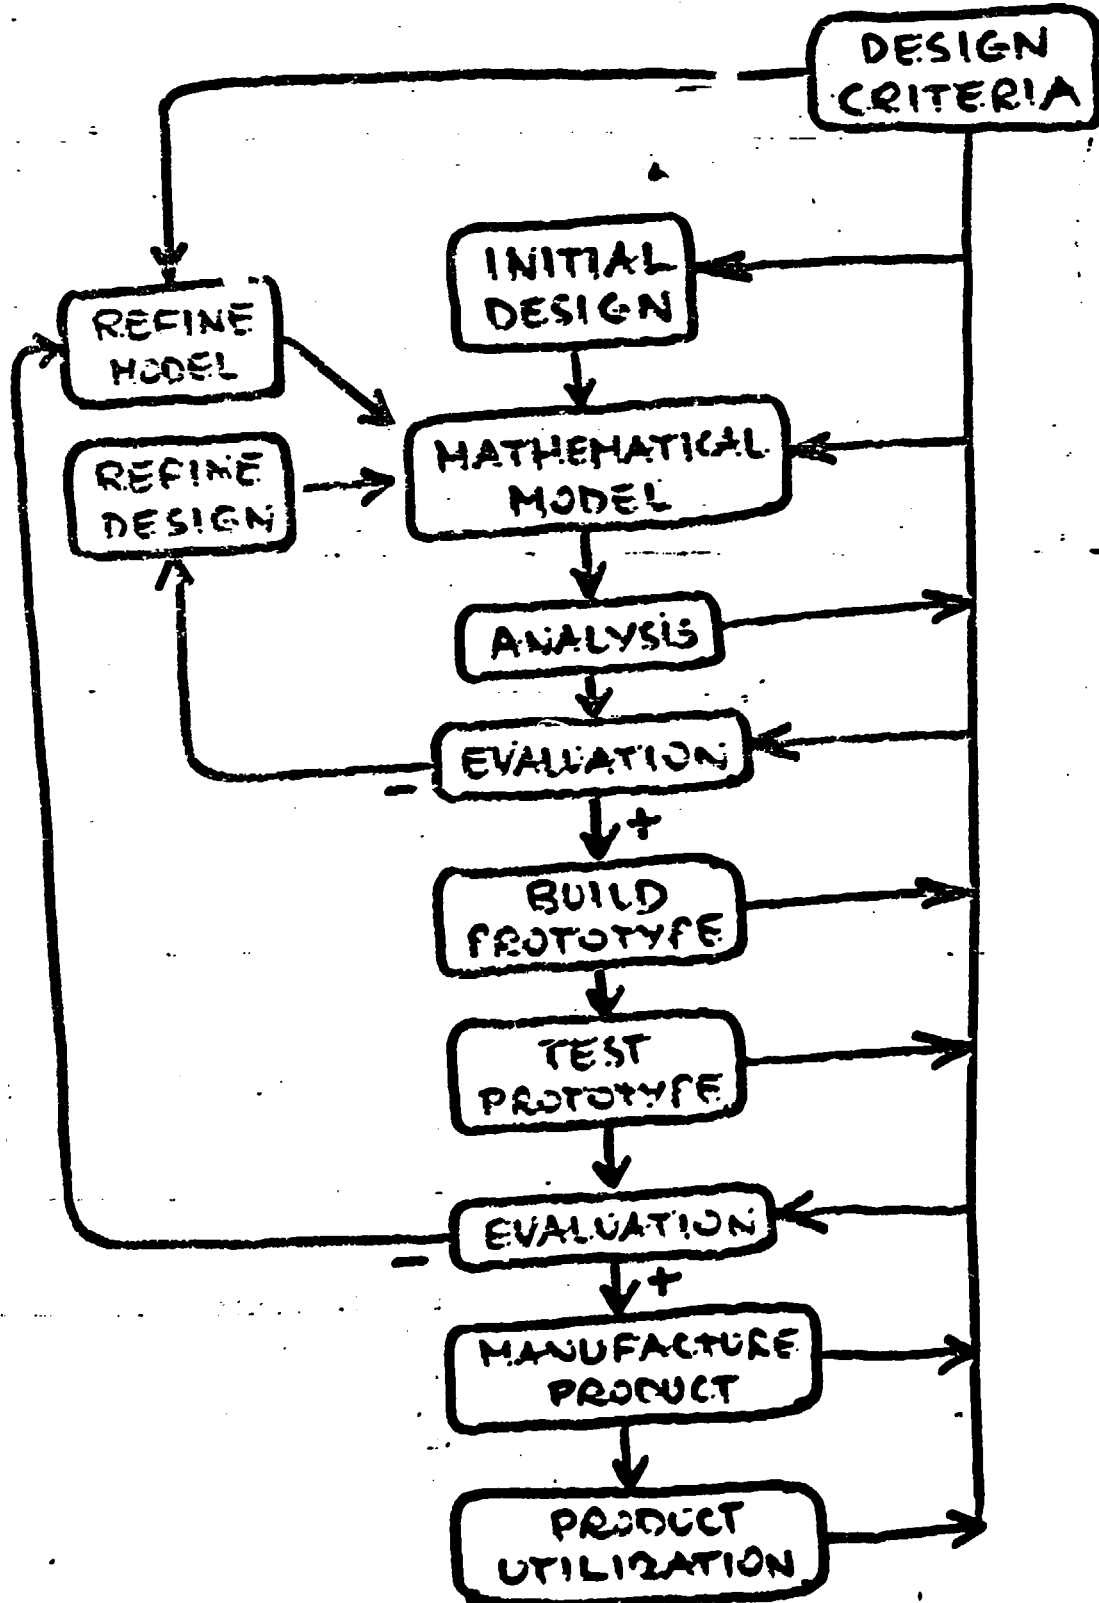 DESIGN
CRITERIA
INITIAL
DESIGN
REFINE
MODEL
MATHEMATICAL
MODEL
REFINE
DESIGN
ANALYSIS
EVALUATION
-
+
BUILD
PROTOTYPE
TEST
PROTOTYPE
EVALUATION
-
+
MANUFACTURE
PRODUCT
PRODUCT
UTILIZATION